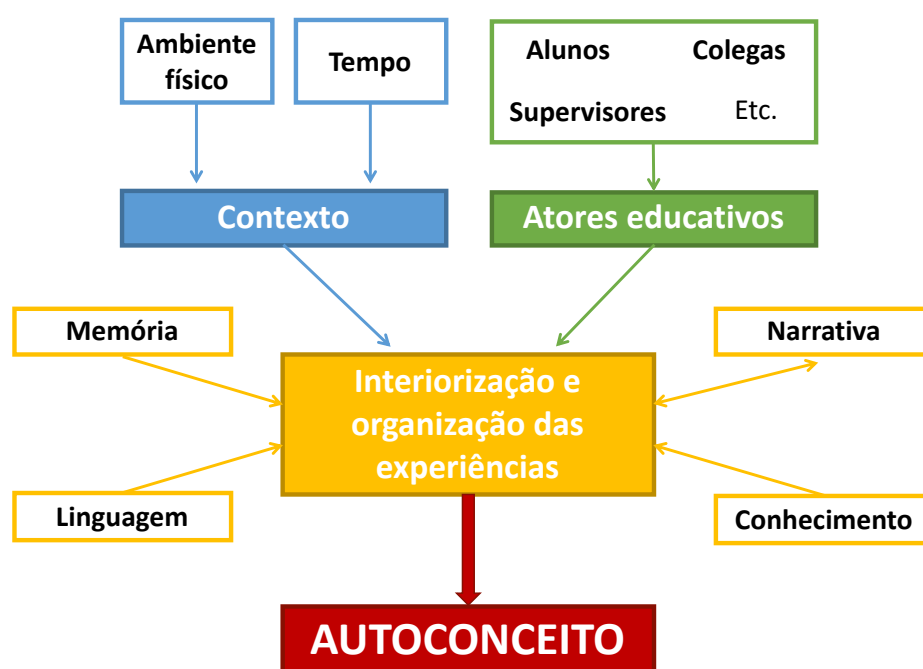 Ambiente
físico
Tempo
Alunos
Colegas
Supervisores
Etc.
Contexto
Atores educativos
Memória
Narrativa
Interiorização e
organização das
experiências
Linguagem
Conhecimento
AUTOCONCEITO